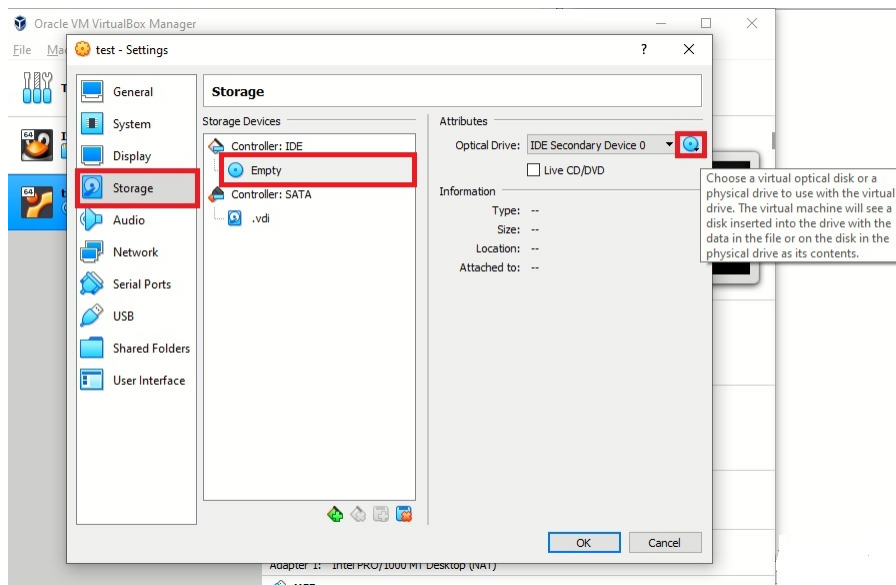 Oracle VM VirtualBox Manager
File Ma
test - Settings
?
T
General
System
Display
Storage
Audio
Network
Serial Ports
USB
Shared Folders
User Interface
64
64
Storage
Storage Devices
Controller: IDE
Empty
Controller: SATA
.vdi
Attributes
Optical Drive: IDE Secondary Device 0
Live CD/DVD
Information
Type: --
Size: --
Location: --
Attached to: --
Choose a virtual optical disk or a
physical drive to use with the virtual
drive. The virtual machine will see a
disk inserted into the drive with the
data in the file or on the disk in the
physical drive as its contents.
OK
Cancel
Adapter 1: Intel PRO/1000 MT Desktop (NAT)